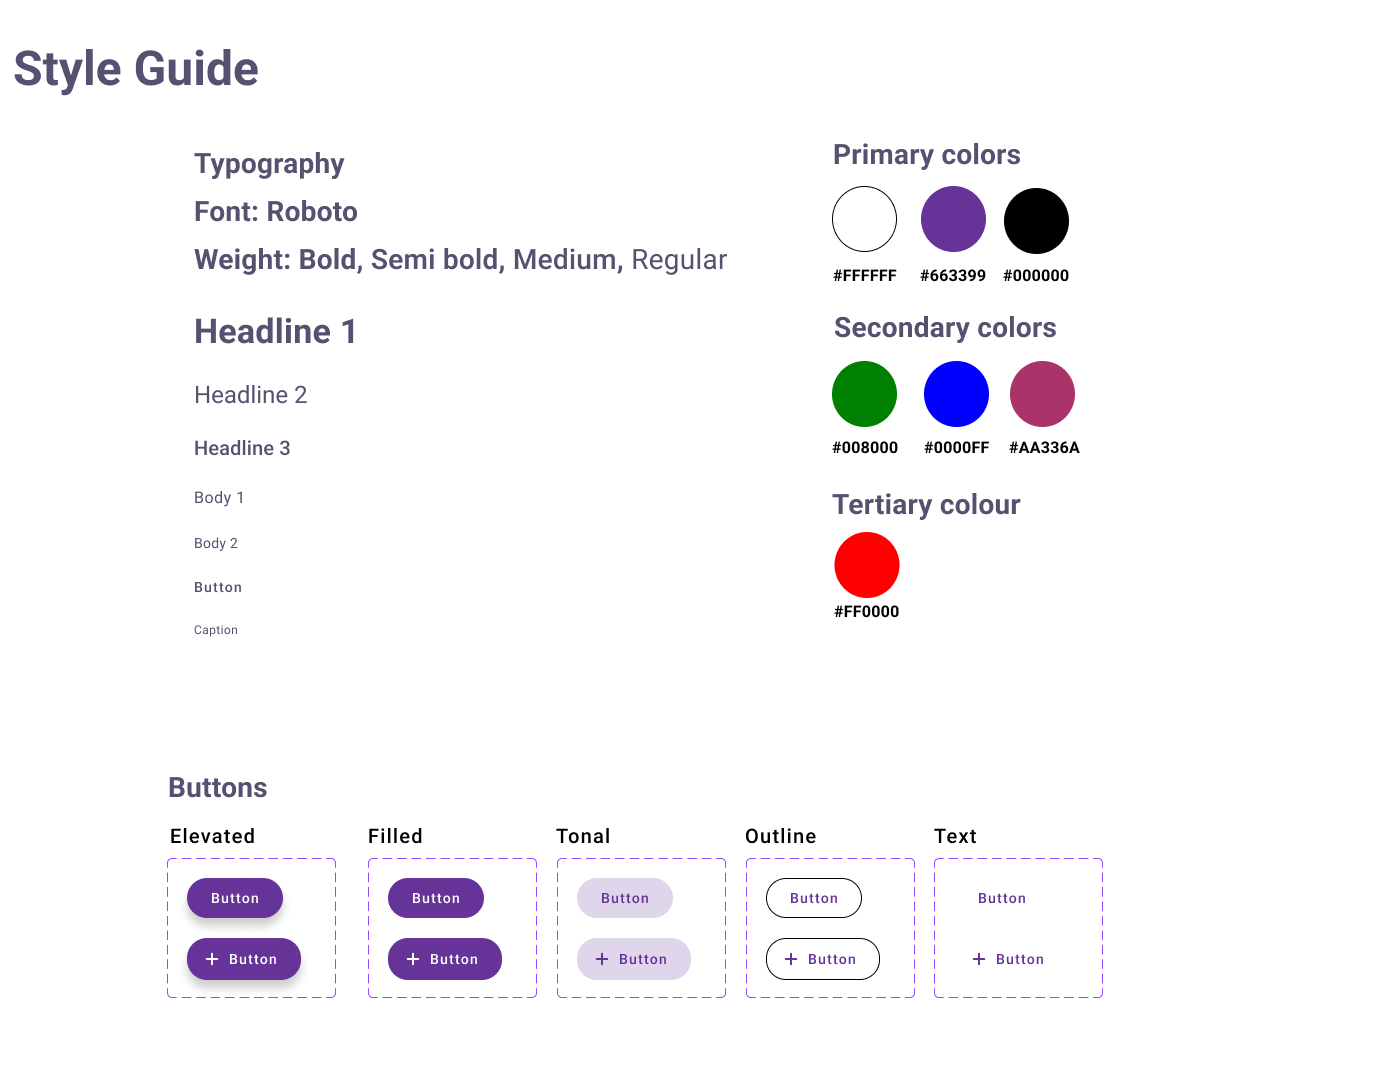 Style Guide
Typography
Font: Roboto
Weight: Bold, Semi bold, Medium, Regular
Headline 1
Headline 2
Headline 3
Body 1
Body 2
Button
Caption
Primary colors
#FFFFFF #663399 #000000
Secondary colors
#008000 #0000FF #AA336A
Tertiary colour
#FF0000
Buttons
Elevated Filled Tonal Outline Text
Button Button Button Button Button
+ Button + Button + Button + Button + Button